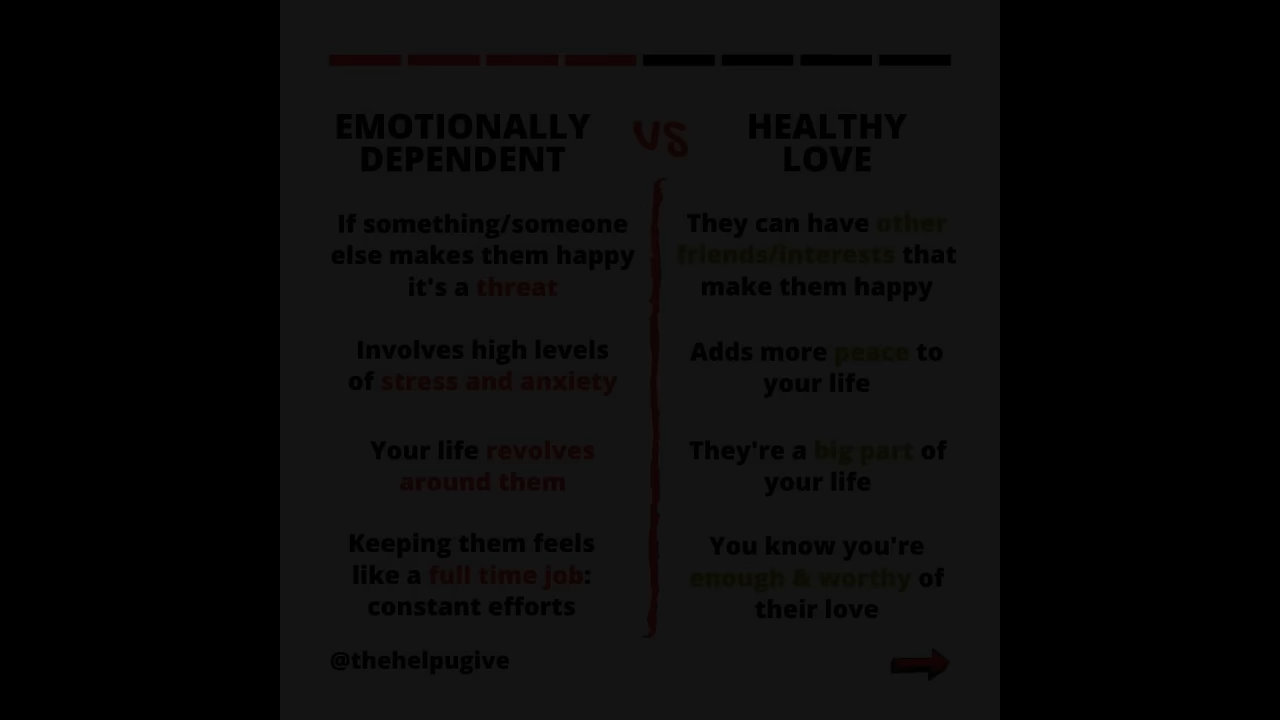 EMOTIONALLY
DEPENDENT
VS
HEALTHY
LOVE
If something/someone
else makes them happy
it's a threat
Involves high levels
of stress and anxiety
Your life revolves
around them
Keeping them feels
like a full time job:
constant efforts
They can have other
friends/interests that
make them happy
Adds more peace to
your life
They're a big part of
your life
You know you're
enough & worthy of
their love
@thehelpugive